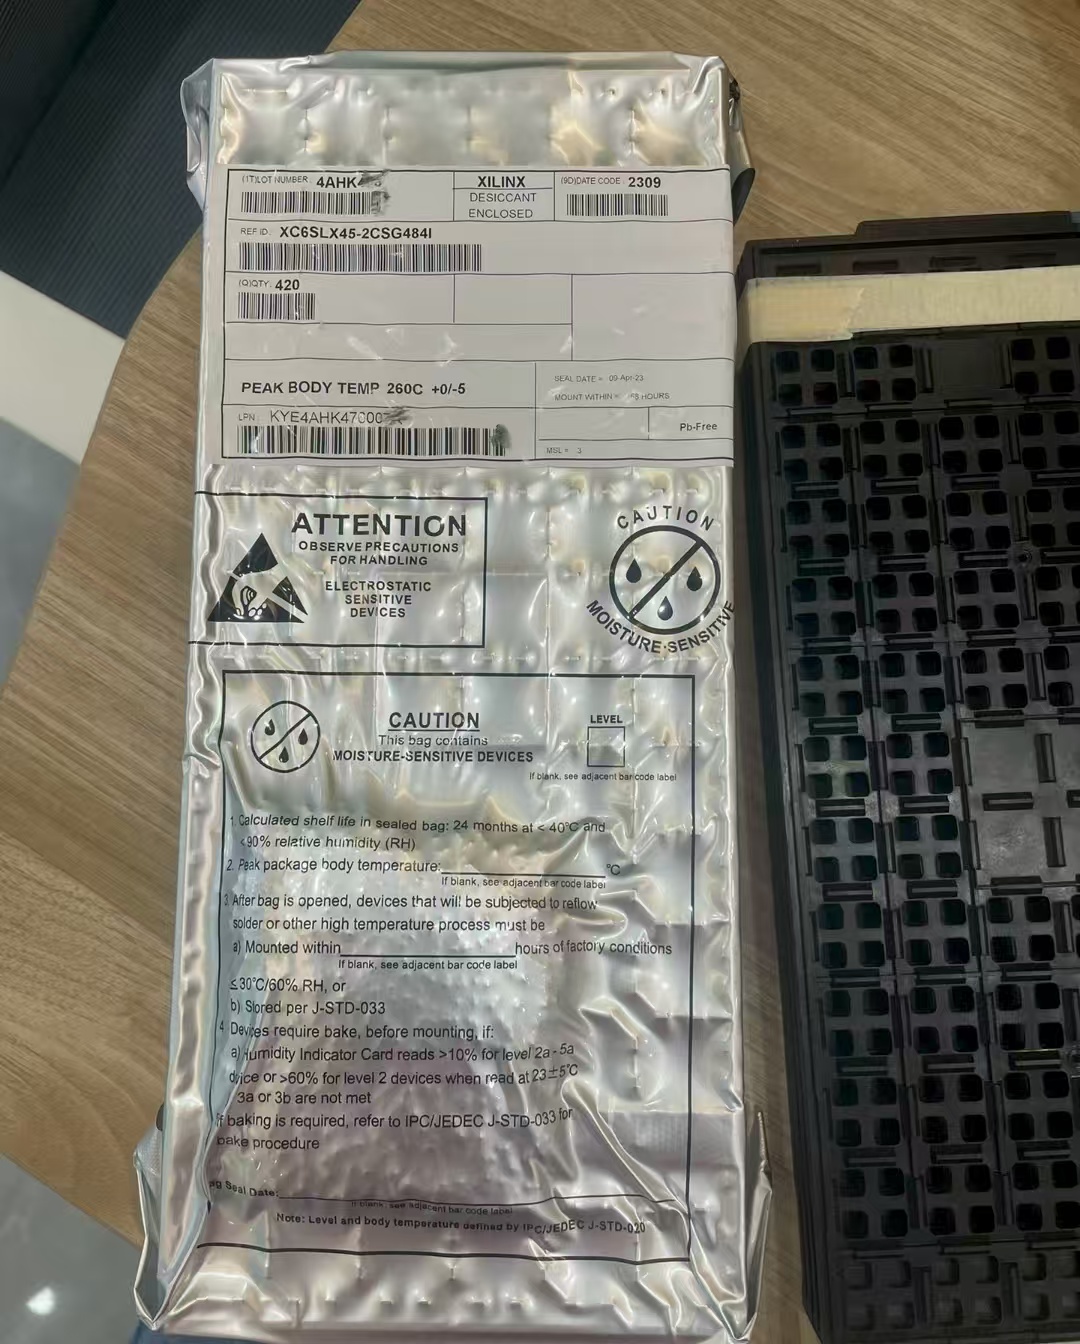 (1T)LOT NUMBER: 4AHK4
XILINX
DESICCANT
ENCLOSED
(9D)DATE CODE: 2309
REF ID: XC6SLX45-2CSG484I
(Q)QTY: 420
PEAK BODY TEMP 260C +0/-5
SEAL DATE = 09-Apr-23
MOUNT WITHIN = HOURS
LPN: KYE4AHK47C007
Pb-Free
MSL = 3
ATTENTION
OBSERVE PRECAUTIONS
FOR HANDLING
ELECTROSTATIC
SENSITIVE
DEVICES
CAUTION
MOISTURE-SENSITIVE
CAUTION
This bag contains
MOISTURE-SENSITIVE DEVICES
LEVEL
If blank, see adjacent bar code label
1. Calculated shelf life in sealed bag: 24 months at < 40°C and
<90% relative humidity (RH)
2. Peak package body temperature:____________°C
If blank, see adjacent bar code label
3. After bag is opened, devices that will be subjected to reflow
solder or other high temperature process must be
a) Mounted within____________hours of factory conditions
If blank, see adjacent bar code label
≤30°C/60% RH, or
b) Stored per J-STD-033
4. Devices require bake, before mounting, if:
a) Humidity Indicator Card reads >10% for level 2a-5a
device or >60% for level 2 devices when read at 23±5°C
3a or 3b are not met
If baking is required, refer to IPC/JEDEC J-STD-033 for
bake procedure
Bag Seal Date:____________
If blank, see adjacent bar code label
Note: Level and body temperature defined by IPC/JEDEC J-STD-020